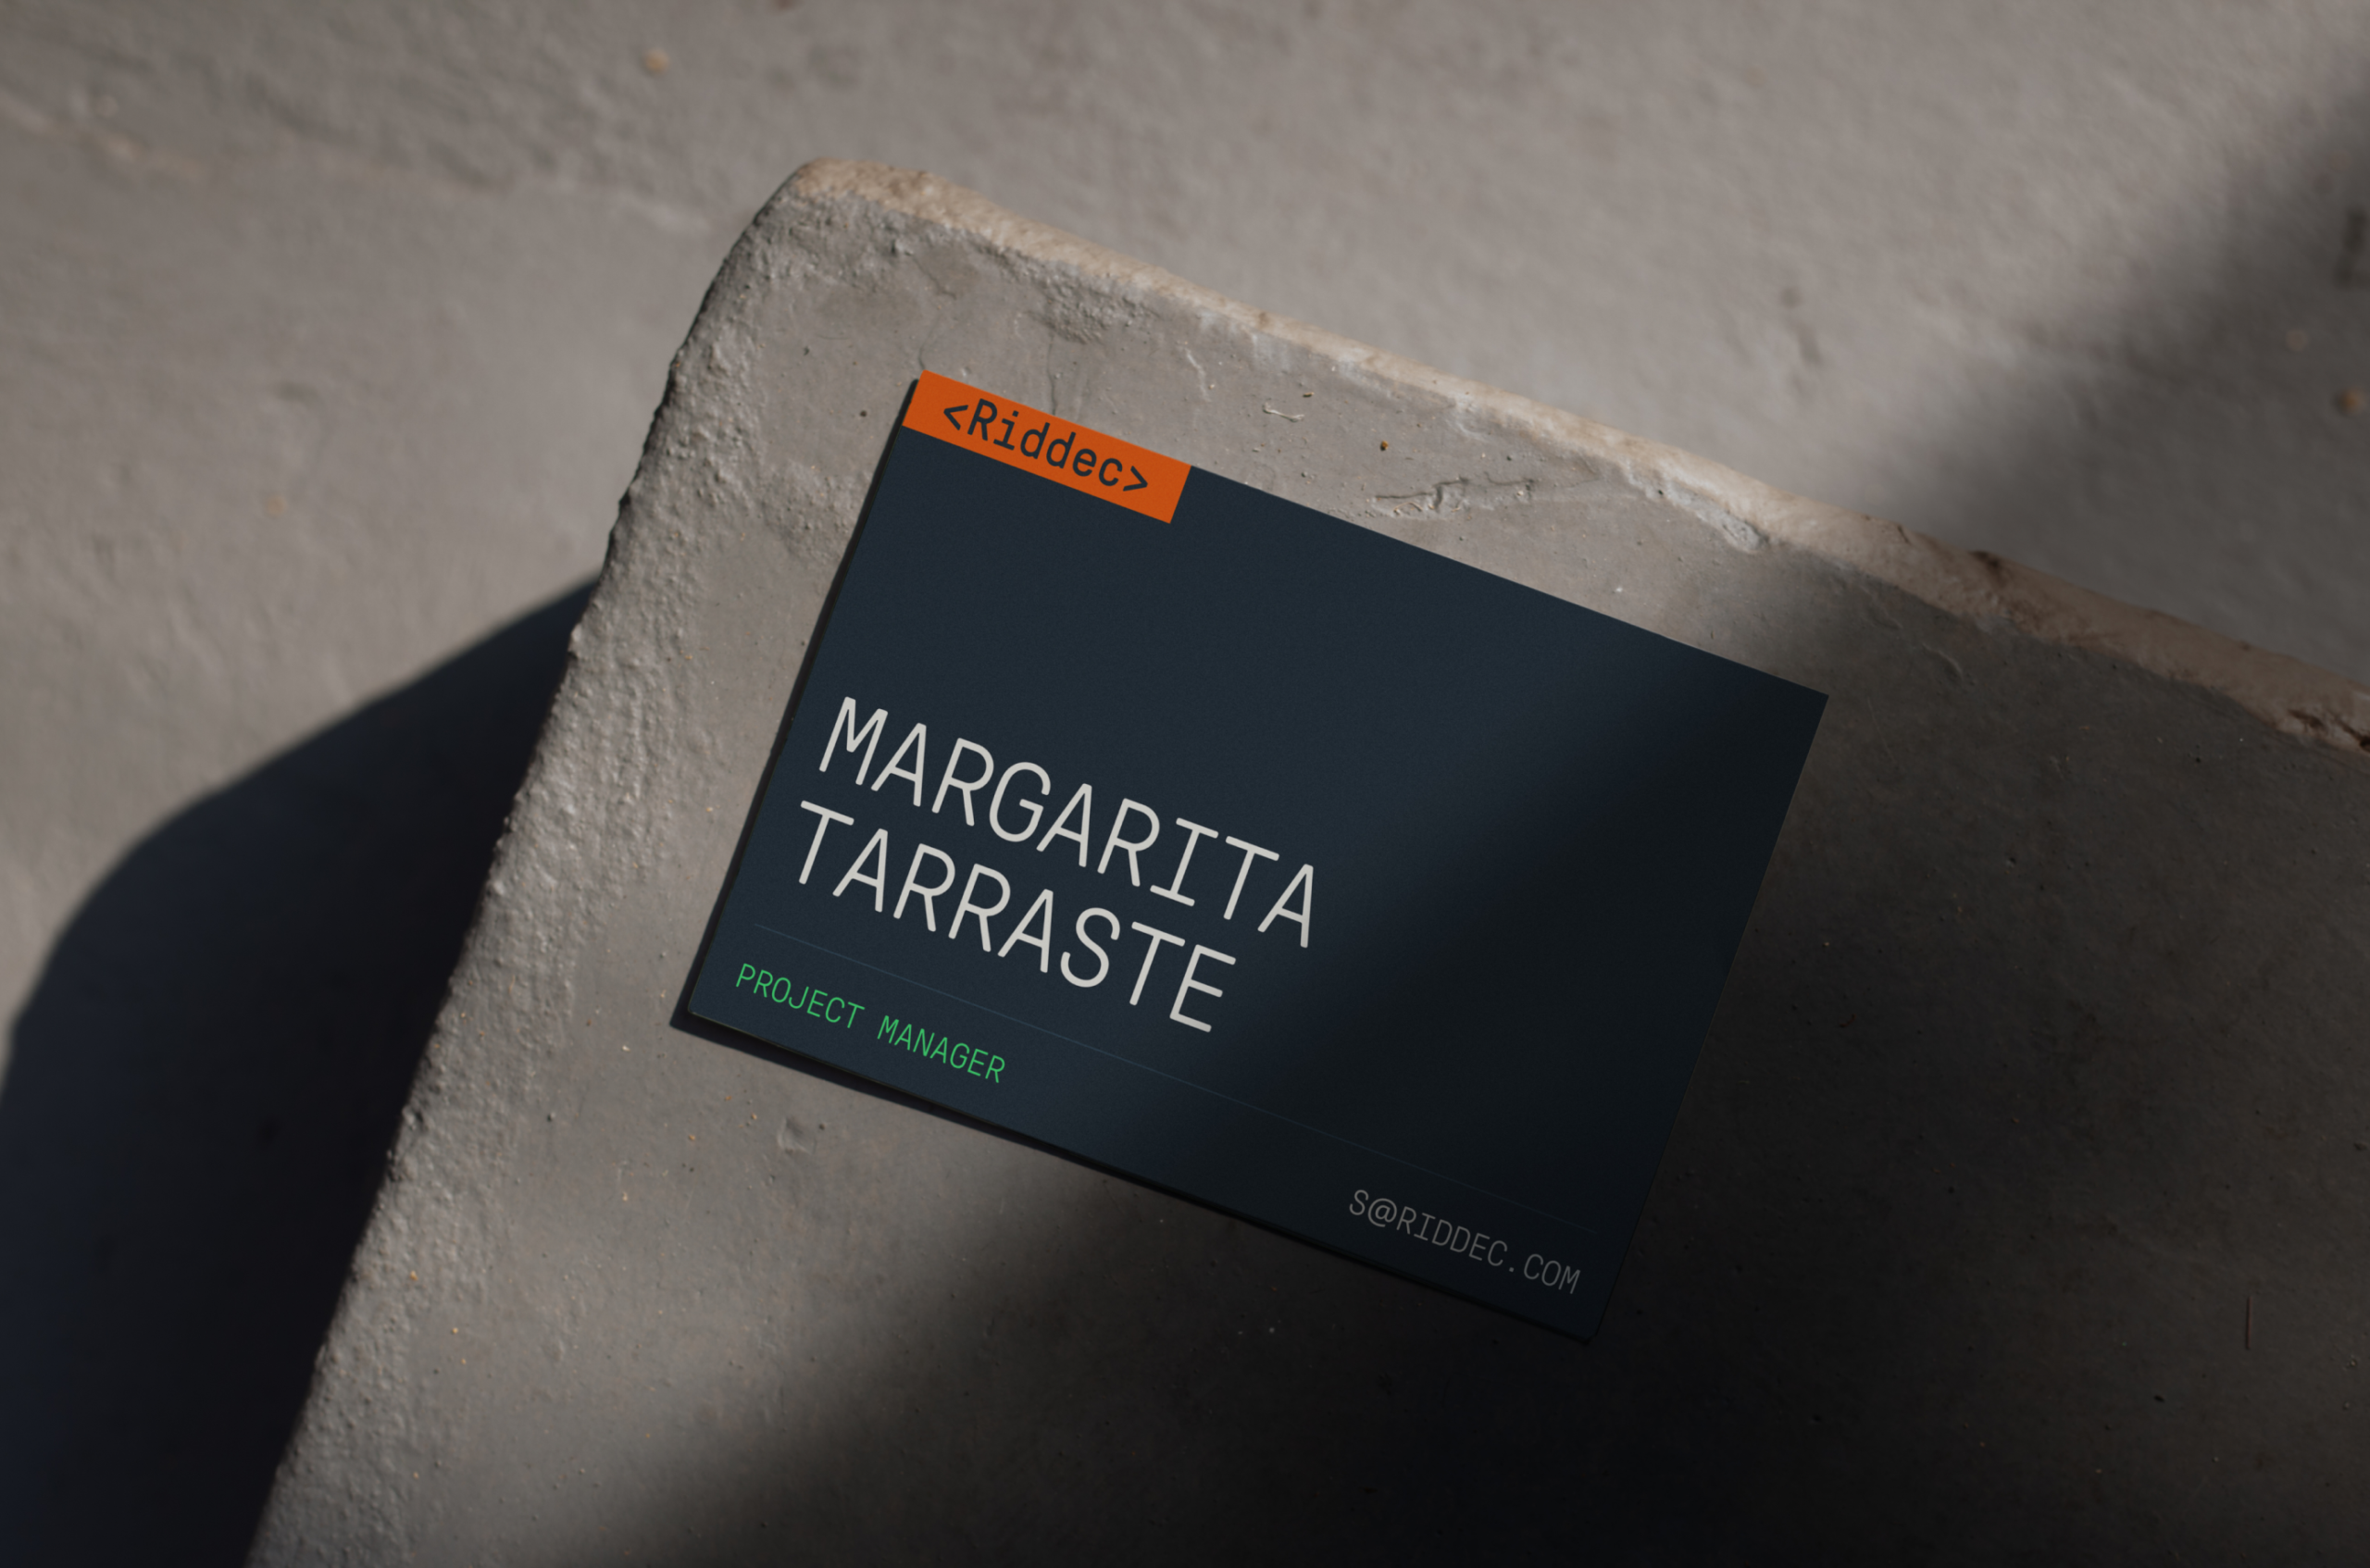 <Riddec>
MARGARITA
TARRASTE
PROJECT MANAGER
S@RIDDEC.COM